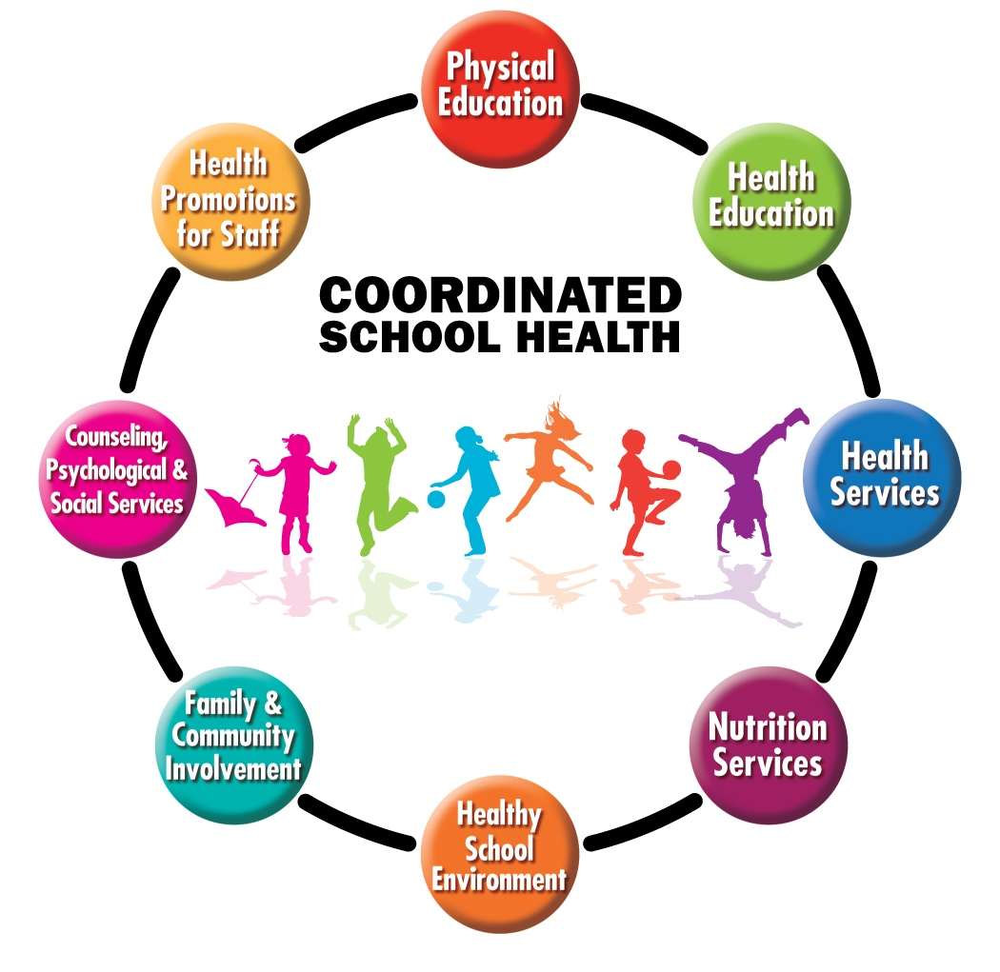 Physical
Education
Health
Education
Health
Services
Nutrition
Services
Healthy
School
Environment
Family &
Community
Involvement
Counseling,
Psychological &
Social Services
Health
Promotions
for Staff
COORDINATED
SCHOOL HEALTH